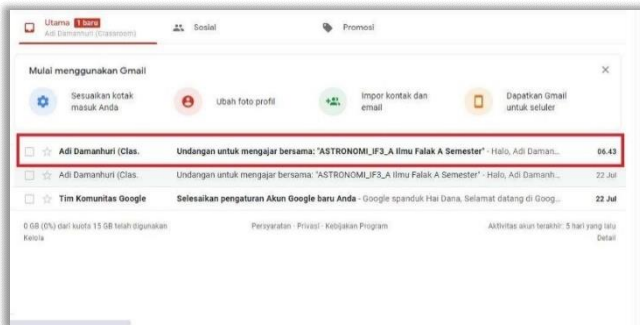 Utama 1 baru
Adi Damanhuri (Classroom)
Sosial
Promosi
Mulai menggunakan Gmail
Sesuaikan kotak masuk Anda
Ubah foto profil
Impor kontak dan email
Dapatkan Gmail untuk seluler
Adi Damanhuri (Clas. Undangan untuk mengajar bersama: "ASTRONOMI_IF3_A Ilmu Falak A Semester" - Halo, Adi Daman... 06.43
Adi Damanhuri (Clas. Undangan untuk mengajar bersama: "ASTRONOMI_IF3_A Ilmu Falak A Semester" - Halo, Adi Damanh... 22 Jul
Tim Komunitas Google Selesaikan pengaturan Akun Google baru Anda - Google spanduk Hai Dana, Selamat datang di Goog... 22 Jul
0 GB (0%) dari kuota 15 GB telah digunakan
Kelola
Persyaratan · Privasi · Kebijakan Program
Aktivitas akun terakhir: 5 hari yang lalu
Detail